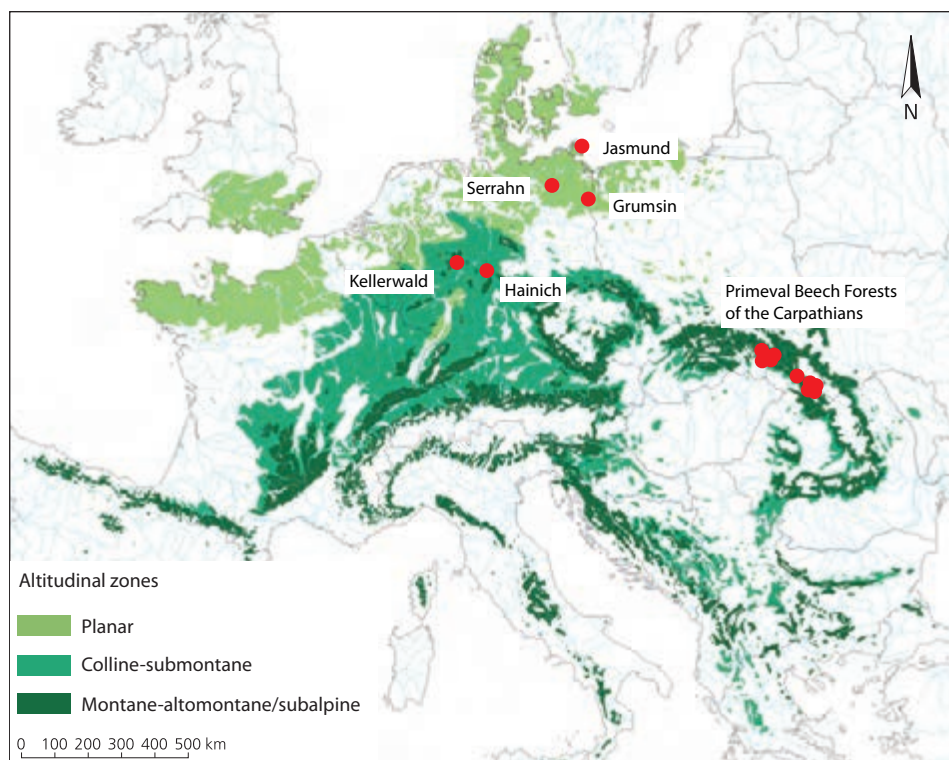 N
Jasmund
Serrahn
Grumsin
Kellerwald
Hainich
Primeval Beech Forests
of the Carpathians
Altitudinal zones
Planar
Colline-submontane
Montane-altomontane/subalpine
0 100 200 300 400 500 km